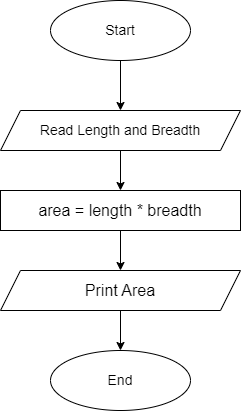 Start
Read Length and Breadth
area = length * breadth
Print Area
End